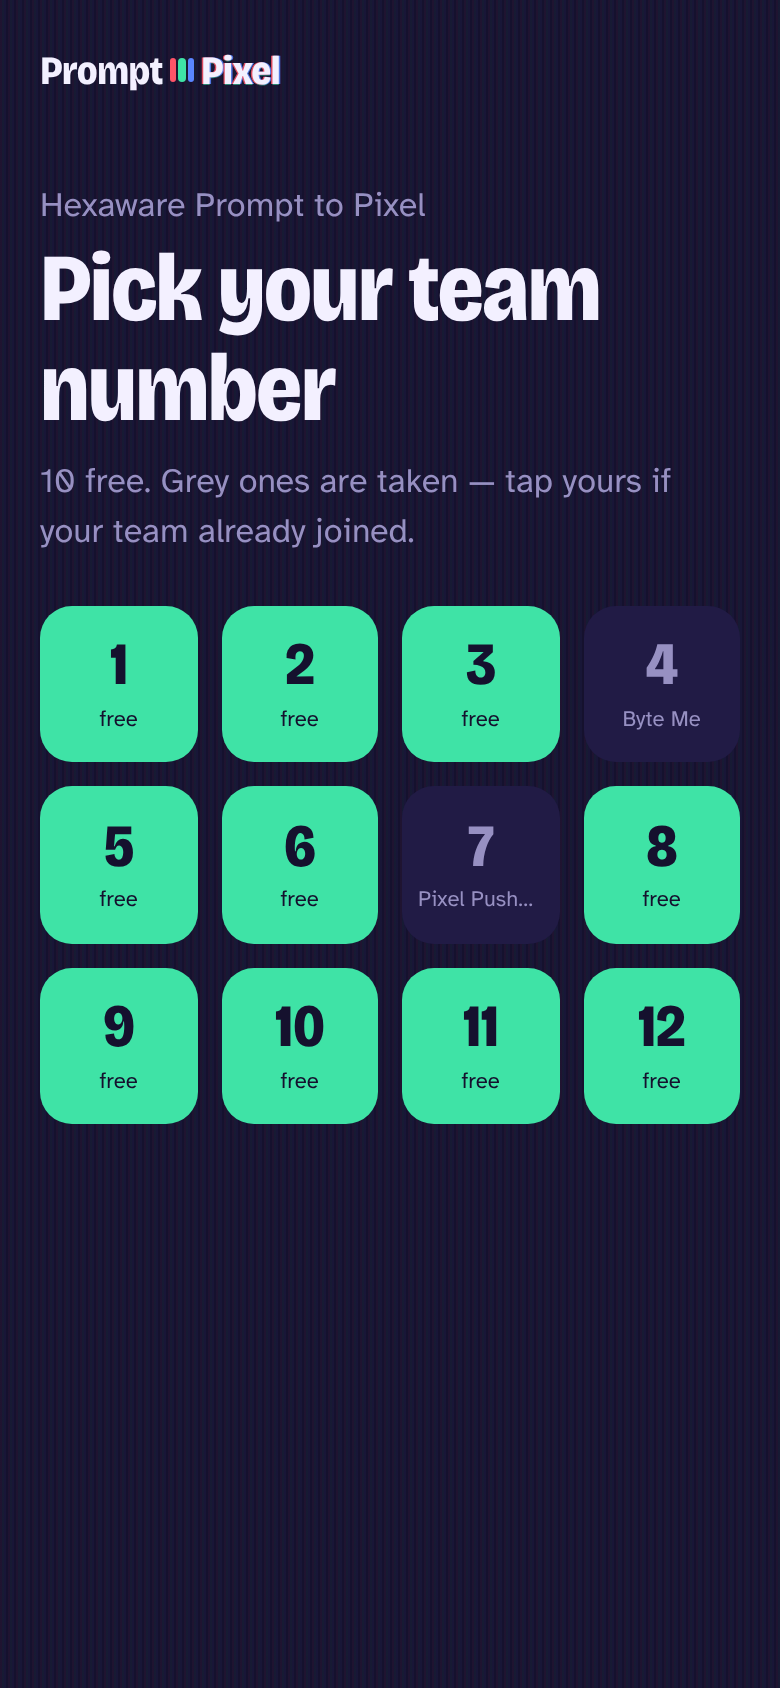 Prompt Pixel
Hexaware Prompt to Pixel
Pick your team
number
10 free. Grey ones are taken — tap yours if
your team already joined.
1 2 3 4
free free free Byte Me
5 6 7 8
free free Pixel Push... free
9 10 11 12
free free free free